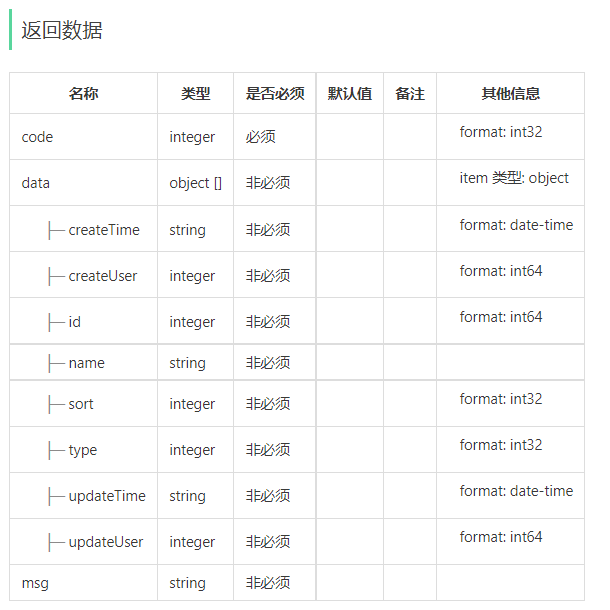 返回数据
名称 类型 是否必须 默认值 备注 其他信息
code integer 必须 format: int32
data object [] 非必须 item 类型: object
├─ createTime string 非必须 format: date-time
├─ createUser integer 非必须 format: int64
├─ id integer 非必须 format: int64
├─ name string 非必须
├─ sort integer 非必须 format: int32
├─ type integer 非必须 format: int32
├─ updateTime string 非必须 format: date-time
├─ updateUser integer 非必须 format: int64
msg string 非必须